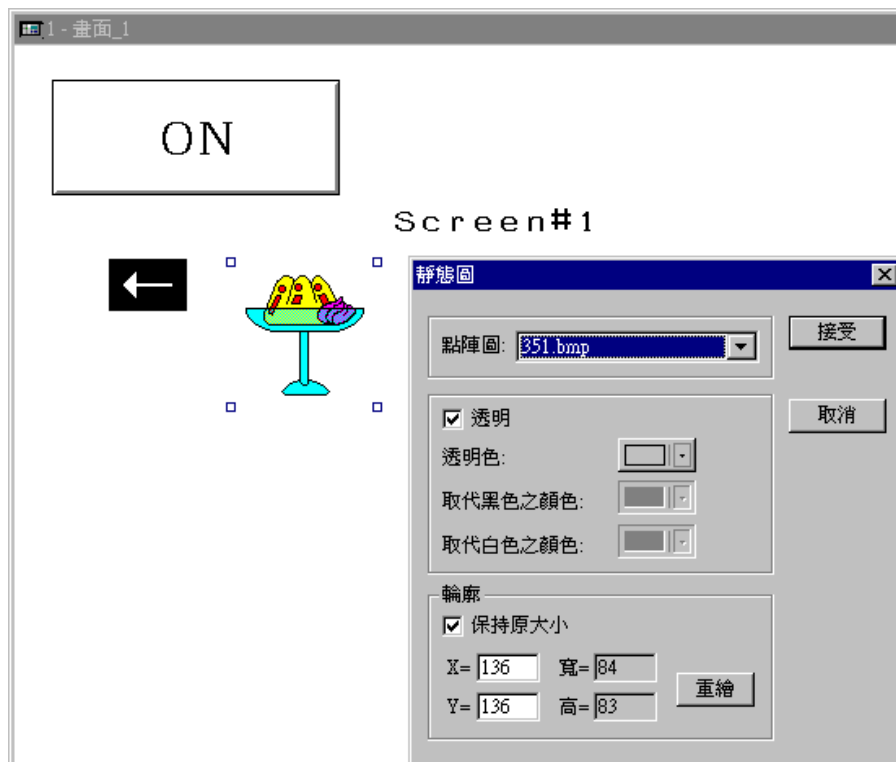 1 - 畫面_1
ON
Screen#1
靜態圖
點陣圖: 351.bmp
接受
透明
取消
透明色:
取代黑色之顏色:
取代白色之顏色:
輪廓
保持原大小
X= 136 寬= 84
Y= 136 高= 83
重繪